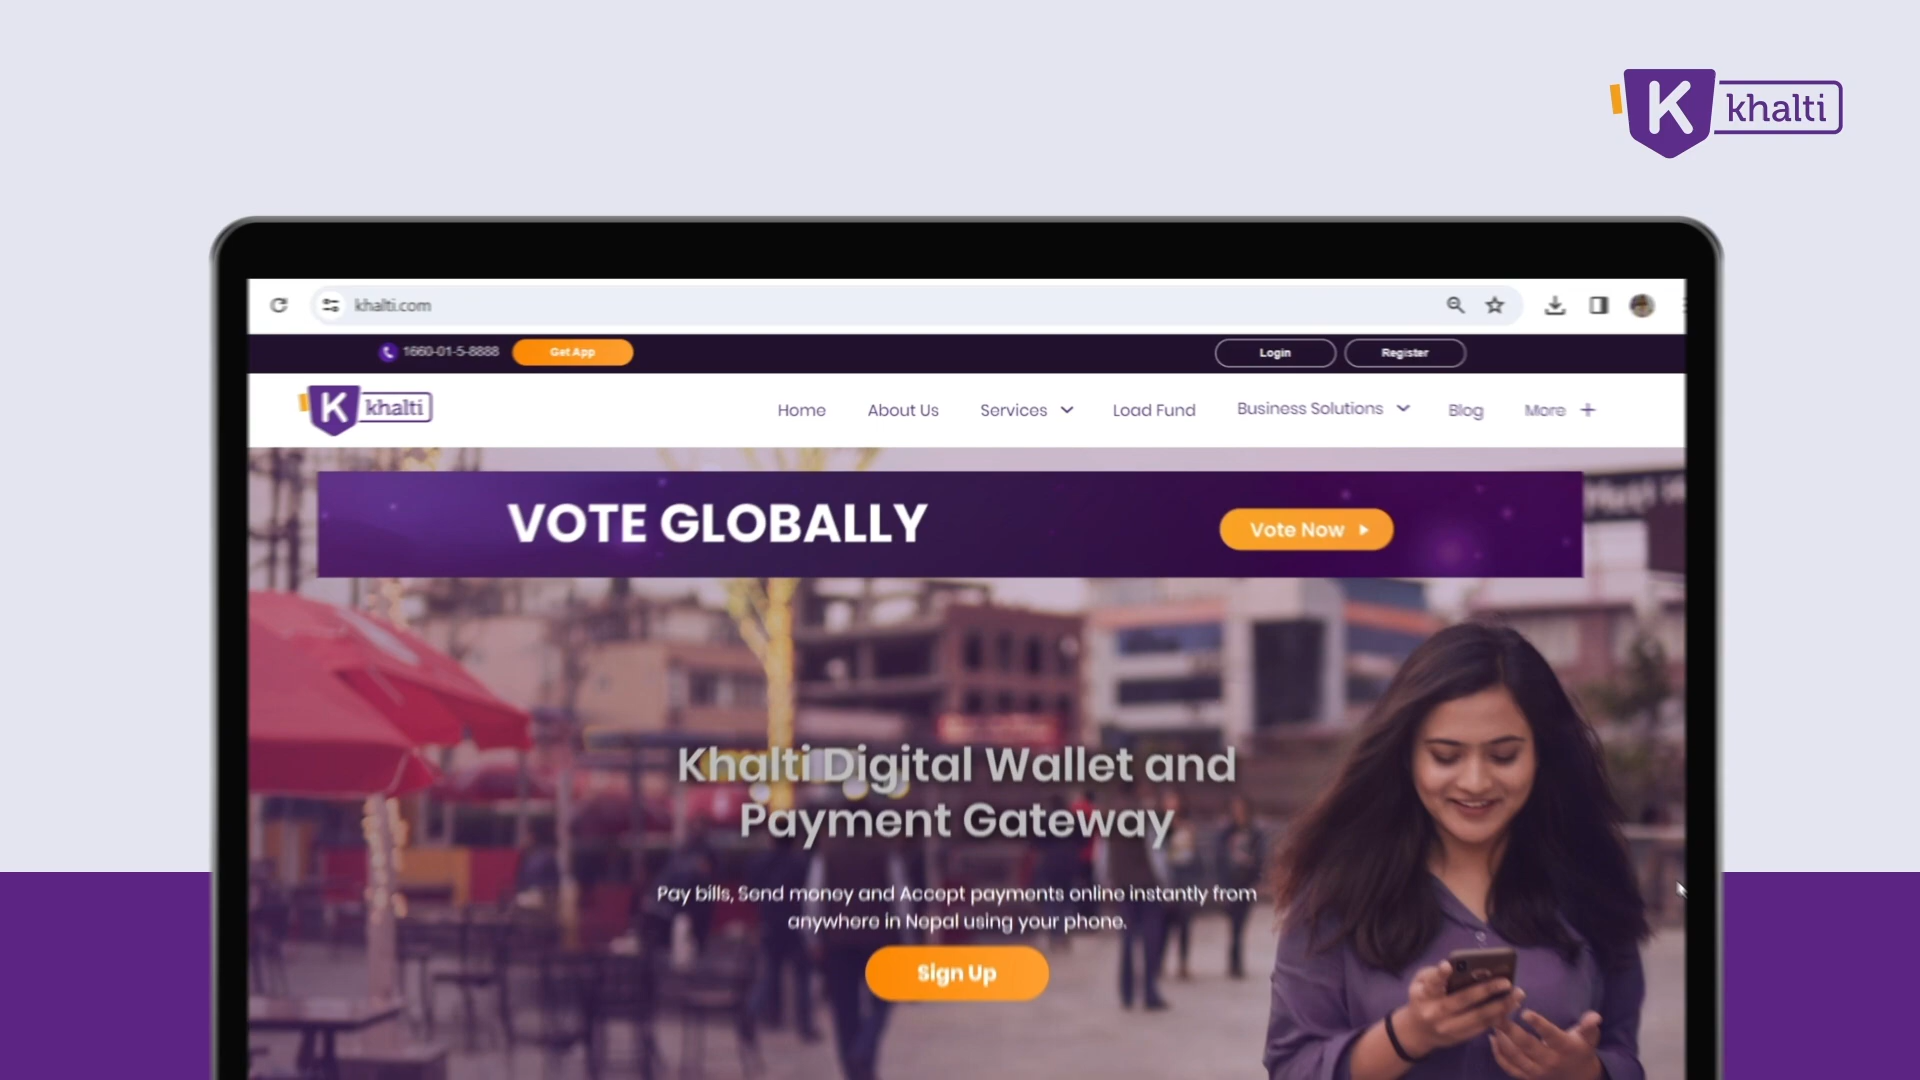 K khalti
khalti.com
1660-01-5-8888 Get App Login Register
K khalti Home About Us Services Load Fund Business Solutions Blog More +
VOTE GLOBALLY Vote Now
Khalti Digital Wallet and
Payment Gateway
Pay bills, Send money and Accept payments online instantly from
anywhere in Nepal using your phone.
Sign Up